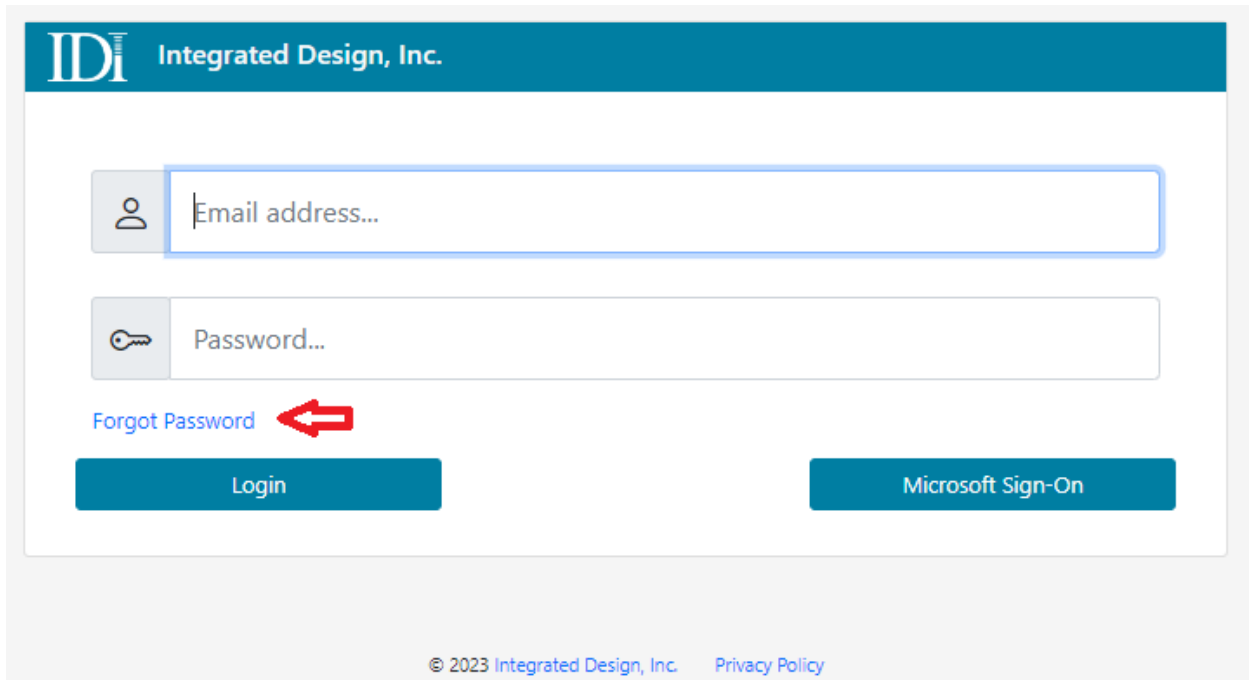 IDI Integrated Design, Inc.
Email address...
Password...
Forgot Password
Login Microsoft Sign-On
© 2023 Integrated Design, Inc. Privacy Policy